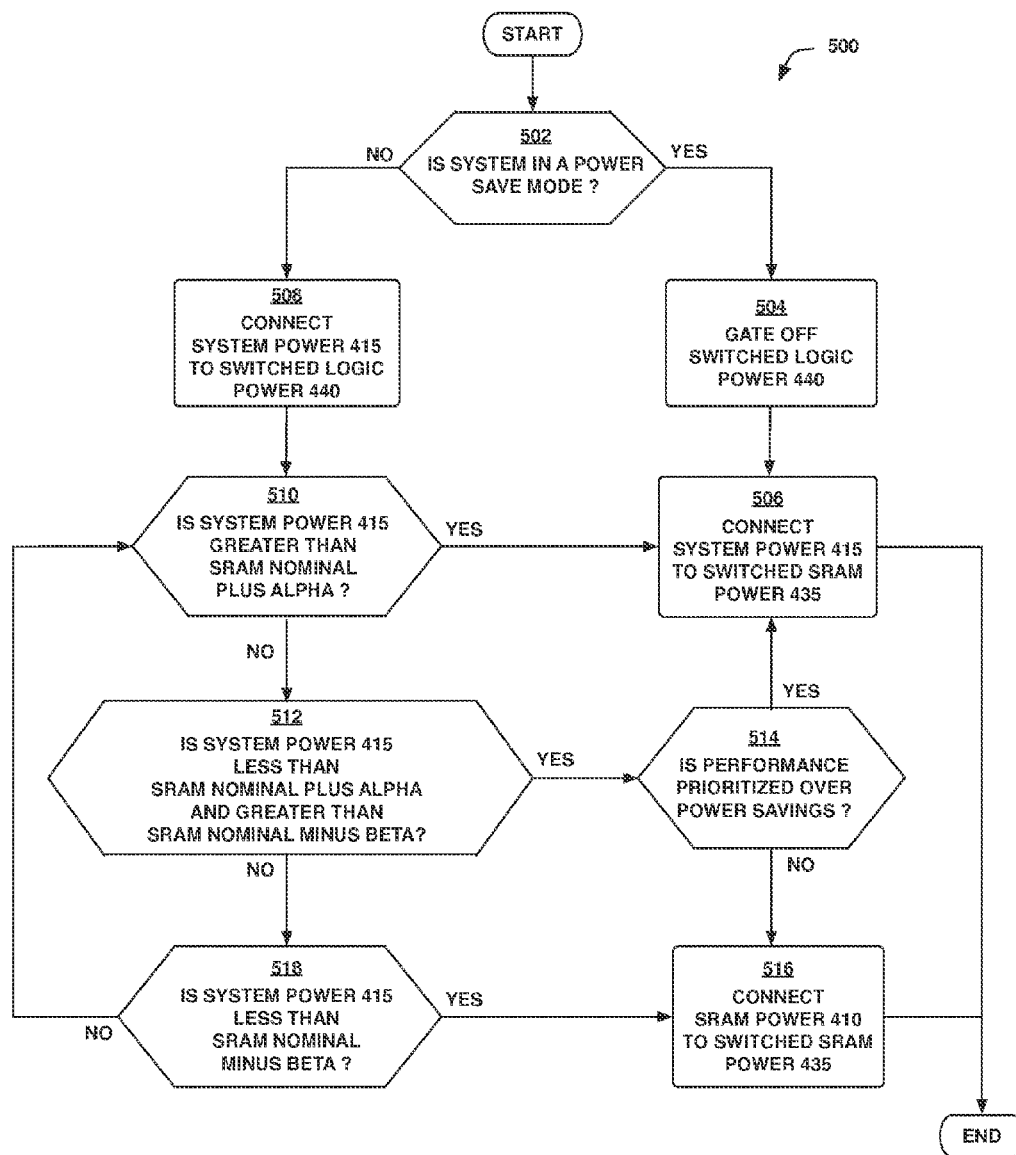 START
500
502
IS SYSTEM IN A POWER
SAVE MODE ?
NO
YES
508
CONNECT
SYSTEM POWER 415
TO SWITCHED LOGIC
POWER 440
504
GATE OFF
SWITCHED LOGIC
POWER 440
510
IS SYSTEM POWER 415
GREATER THAN
SRAM NOMINAL
PLUS ALPHA ?
YES
NO
506
CONNECT
SYSTEM POWER 415
TO SWITCHED SRAM
POWER 435
512
IS SYSTEM POWER 415
LESS THAN
SRAM NOMINAL PLUS ALPHA
AND GREATER THAN
SRAM NOMINAL MINUS BETA?
YES
NO
514
IS PERFORMANCE
PRIORITIZED OVER
POWER SAVINGS ?
YES
NO
518
IS SYSTEM POWER 415
LESS THAN
SRAM NOMINAL
MINUS BETA ?
NO
YES
516
CONNECT
SRAM POWER 410
TO SWITCHED SRAM
POWER 435
END